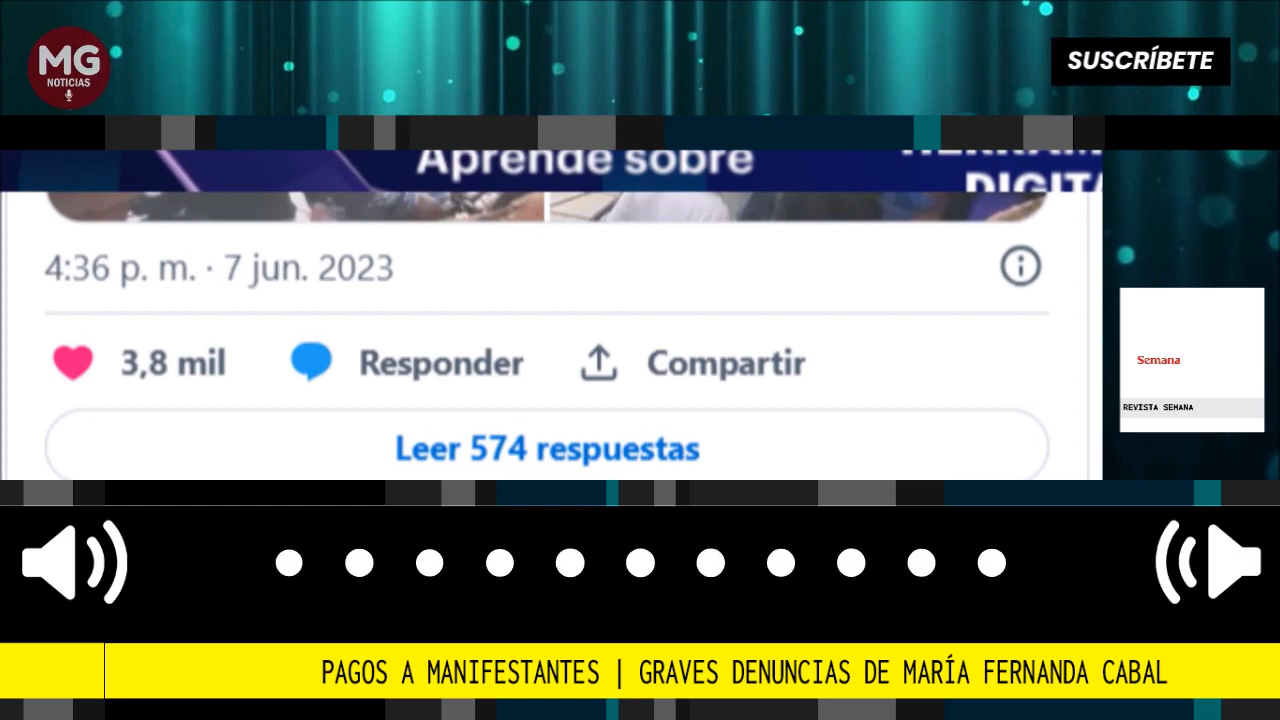 MG
NOTICIAS
SUSCRÍBETE
Aprende sobre
DIGITA
4:36 p. m. · 7 jun. 2023
3,8 mil
Responder
Compartir
Leer 574 respuestas
Semana
REVISTA SEMANA
PAGOS A MANIFESTANTES | GRAVES DENUNCIAS DE MARÍA FERNANDA CABAL